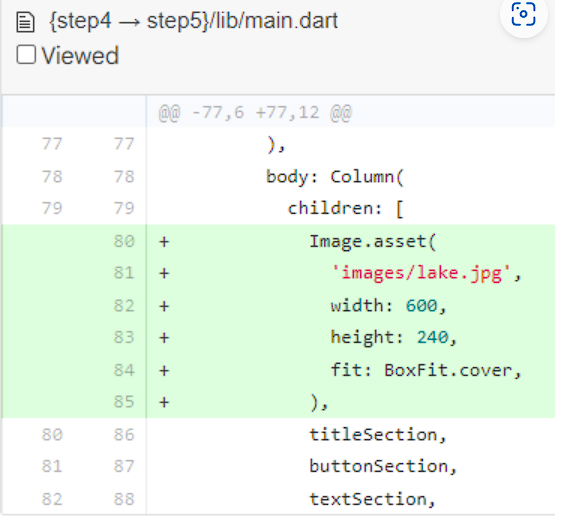 {step4 → step5}/lib/main.dart
Viewed
@@ -77,6 +77,12 @@
77 77 ),
78 78 body: Column(
79 79 children: [
80 + Image.asset(
81 + 'images/lake.jpg',
82 + width: 600,
83 + height: 240,
84 + fit: BoxFit.cover,
85 + ),
80 86 titleSection,
81 87 buttonSection,
82 88 textSection,